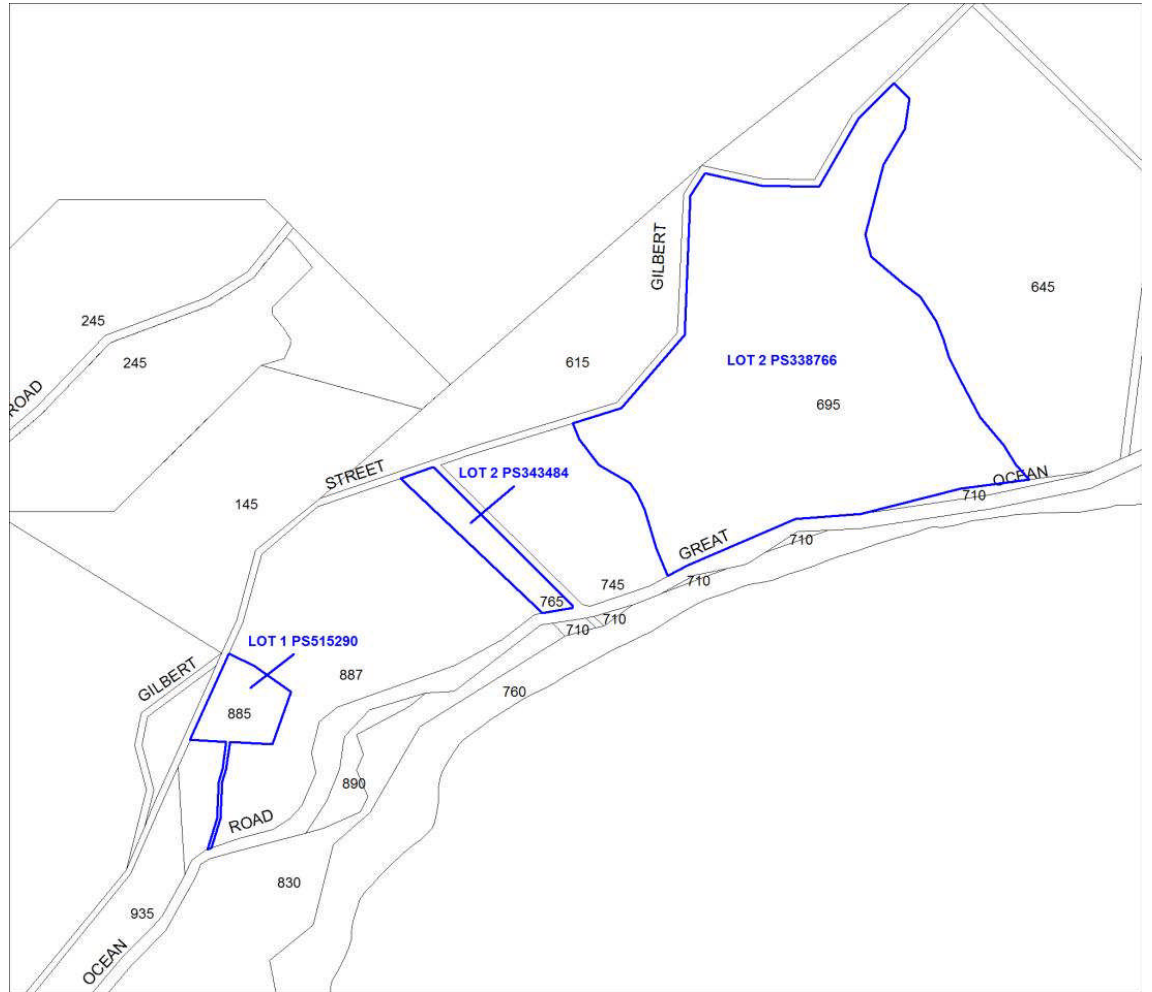 GILBERT
645
245
245
ROAD
615
LOT 2 PS338766
695
STREET
LOT 2 PS343484
OCEAN
710
145
GREAT
710
710
745
765
710
710
LOT 1 PS515290
GILBERT
887
760
885
890
ROAD
830
935
OCEAN